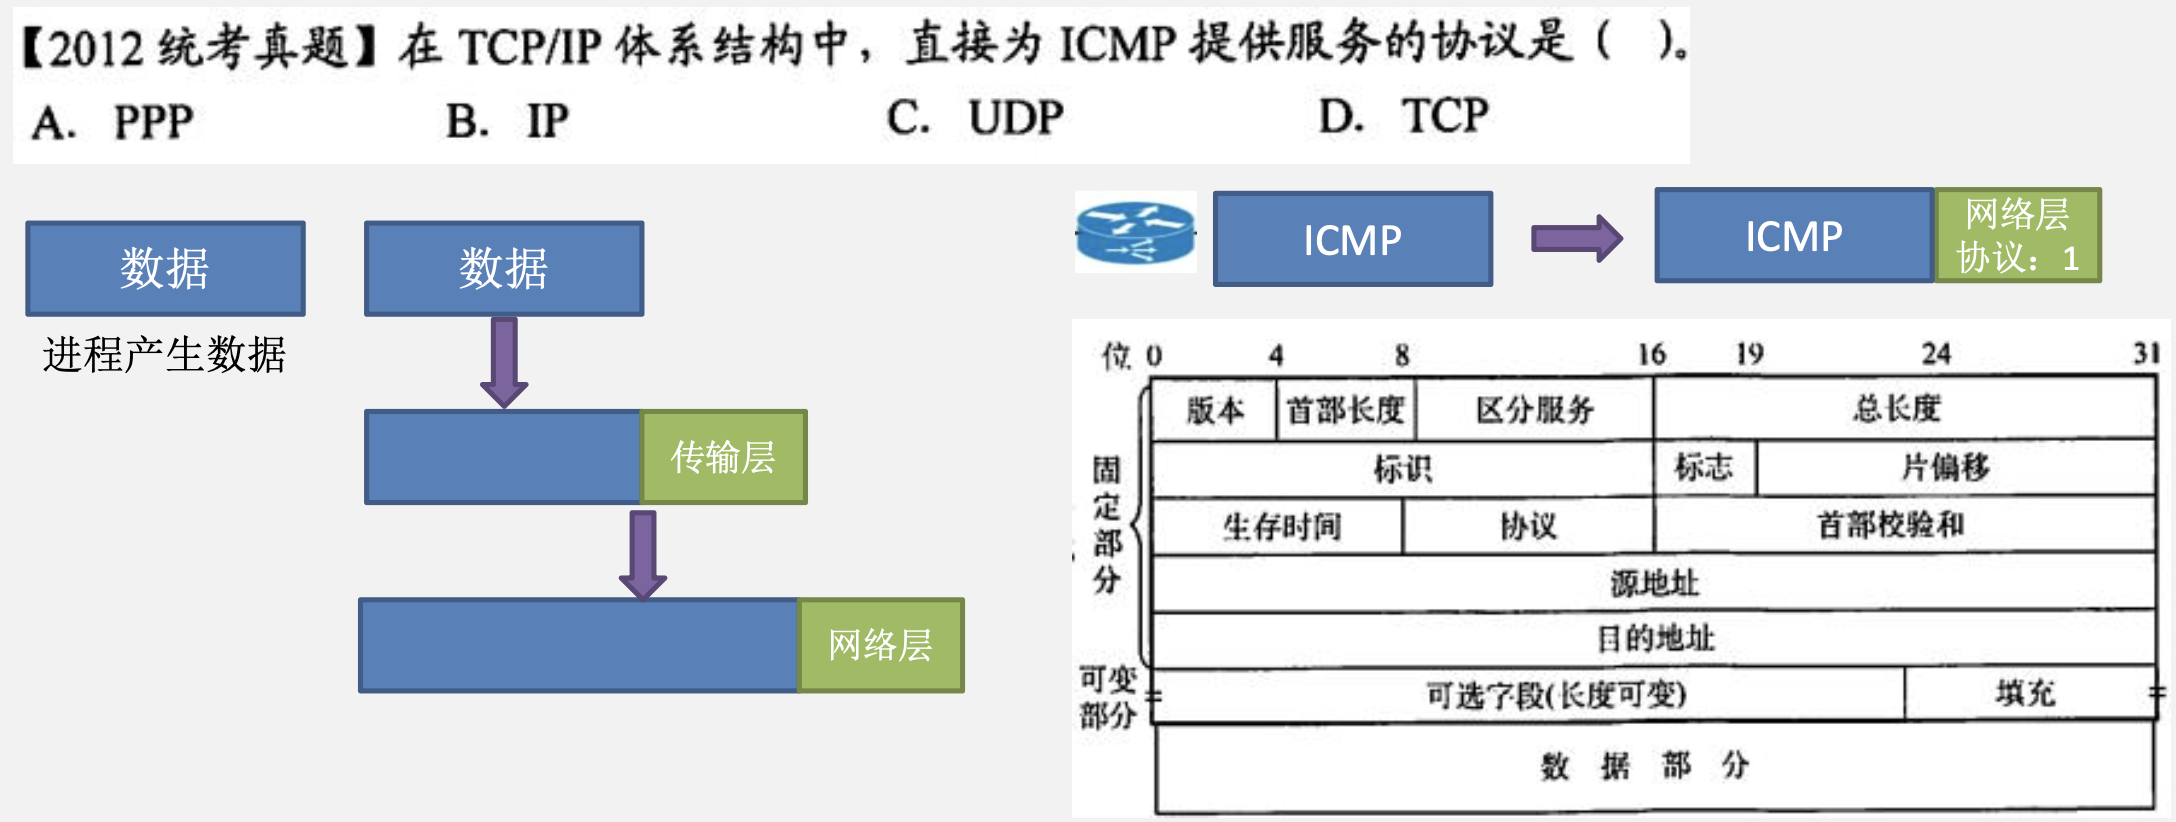 【2012统考真题】在 TCP/IP 体系结构中，直接为 ICMP 提供服务的协议是（ ）。
A. PPP B. IP C. UDP D. TCP
数据
进程产生数据
数据
传输层
网络层
ICMP
ICMP
网络层
协议：1
位 0 4 8 16 19 24 31
版本 首部长度 区分服务 总长度
标识 标志 片偏移
生存时间 协议 首部校验和
源地址
目的地址
固定部分
可变部分
可选字段(长度可变) 填充
数据部分